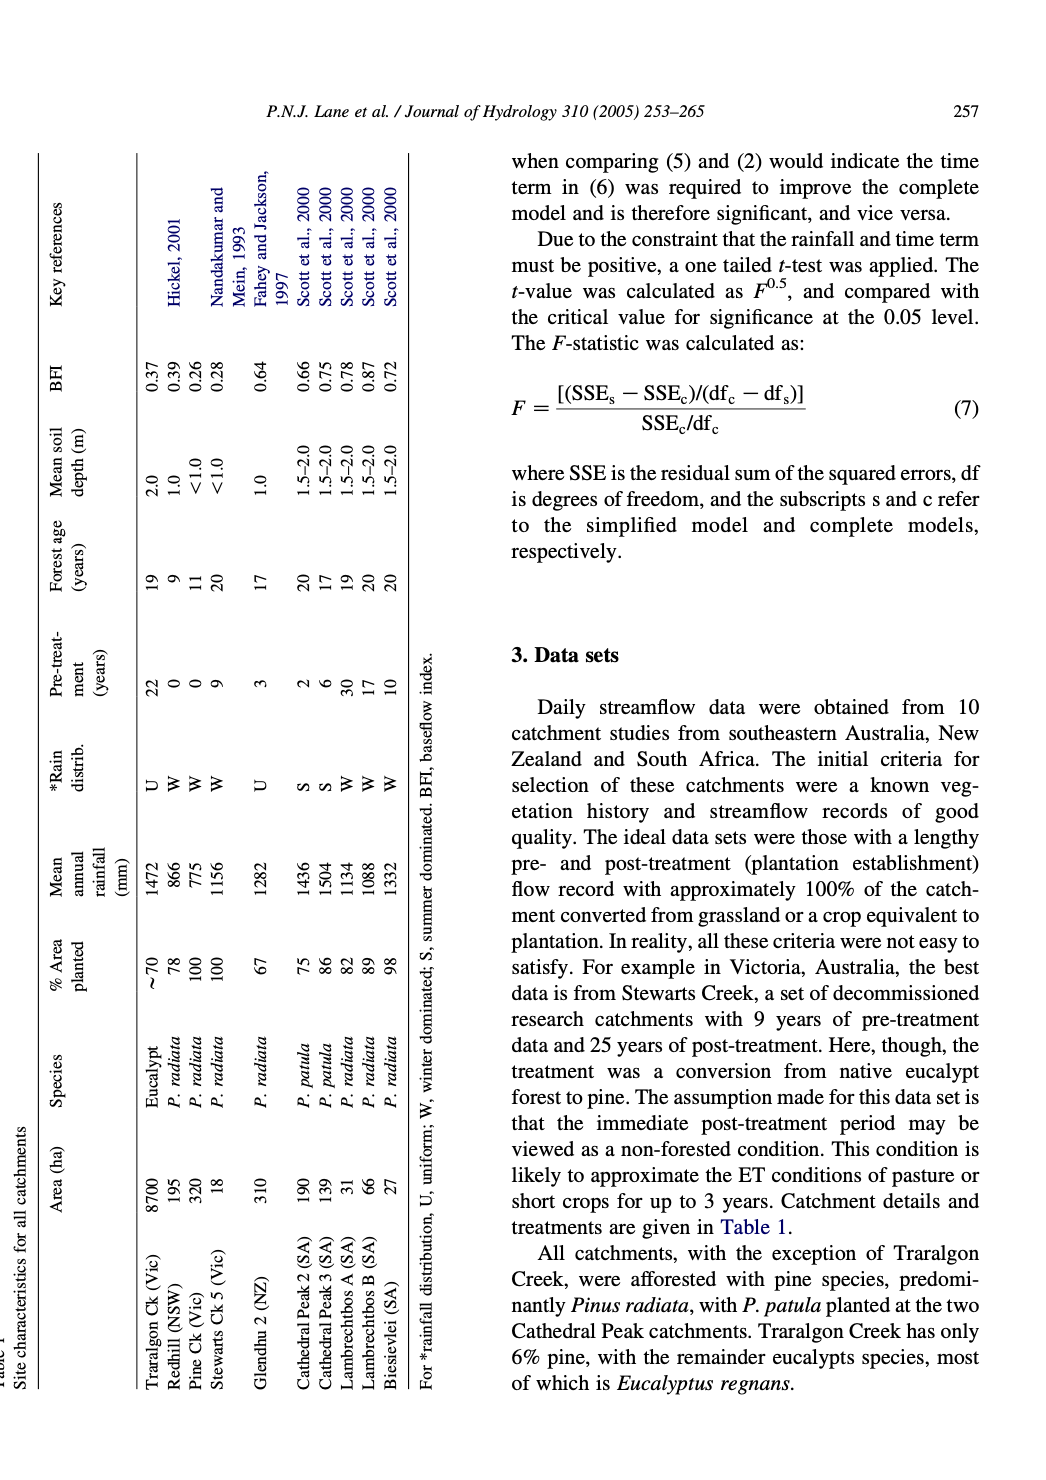 P.N.J. Lane et al. / Journal of Hydrology 310 (2005) 253–265
257
Site characteristics for all catchments
Area (ha) Species % Area planted Mean annual rainfall (mm) *Rain distrib. Pre-treat-ment (years) Forest age (years) Mean soil depth (m) BFI Key references
Traralgon Ck (Vic) 8700 Eucalypt ~70 1472 U 22 19 2.0 0.37
Redhill (NSW) 195 P. radiata 78 866 W 0 9 1.0 0.39 Hickel, 2001
Pine Ck (Vic) 320 P. radiata 100 775 W 0 11 <1.0 0.26
Stewarts Ck 5 (Vic) 18 P. radiata 100 1156 W 9 20 <1.0 0.28 Nandakumar and
Mein, 1993
Glendhu 2 (NZ) 310 P. radiata 67 1282 U 3 17 1.0 0.64 Fahey and Jackson,
1997
Cathedral Peak 2 (SA) 190 P. patula 75 1436 S 2 20 1.5–2.0 0.66 Scott et al., 2000
Cathedral Peak 3 (SA) 139 P. patula 86 1504 S 6 17 1.5–2.0 0.75 Scott et al., 2000
Lambrechtbos A (SA) 31 P. radiata 82 1134 W 30 19 1.5–2.0 0.78 Scott et al., 2000
Lambrechtbos B (SA) 66 P. radiata 89 1088 W 17 20 1.5–2.0 0.87 Scott et al., 2000
Biesievlei (SA) 27 P. radiata 98 1332 W 10 20 1.5–2.0 0.72 Scott et al., 2000
For *rainfall distribution, U, uniform; W, winter dominated; S, summer dominated. BFI, baseflow index.
when comparing (5) and (2) would indicate the time
term in (6) was required to improve the complete
model and is therefore significant, and vice versa.
Due to the constraint that the rainfall and time term
must be positive, a one tailed t-test was applied. The
t-value was calculated as F^0.5, and compared with
the critical value for significance at the 0.05 level.
The F-statistic was calculated as:
F = [(SSE_s − SSE_c)/(df_c − df_s)] / SSE_c/df_c (7)
where SSE is the residual sum of the squared errors, df
is degrees of freedom, and the subscripts s and c refer
to the simplified model and complete models,
respectively.
3. Data sets
Daily streamflow data were obtained from 10
catchment studies from southeastern Australia, New
Zealand and South Africa. The initial criteria for
selection of these catchments were a known veg-
etation history and streamflow records of good
quality. The ideal data sets were those with a lengthy
pre- and post-treatment (plantation establishment)
flow record with approximately 100% of the catch-
ment converted from grassland or a crop equivalent to
plantation. In reality, all these criteria were not easy to
satisfy. For example in Victoria, Australia, the best
data is from Stewarts Creek, a set of decommissioned
research catchments with 9 years of pre-treatment
data and 25 years of post-treatment. Here, though, the
treatment was a conversion from native eucalypt
forest to pine. The assumption made for this data set is
that the immediate post-treatment period may be
viewed as a non-forested condition. This condition is
likely to approximate the ET conditions of pasture or
short crops for up to 3 years. Catchment details and
treatments are given in Table 1.
All catchments, with the exception of Traralgon
Creek, were afforested with pine species, predomi-
nantly Pinus radiata, with P. patula planted at the two
Cathedral Peak catchments. Traralgon Creek has only
6% pine, with the remainder eucalypts species, most
of which is Eucalyptus regnans.